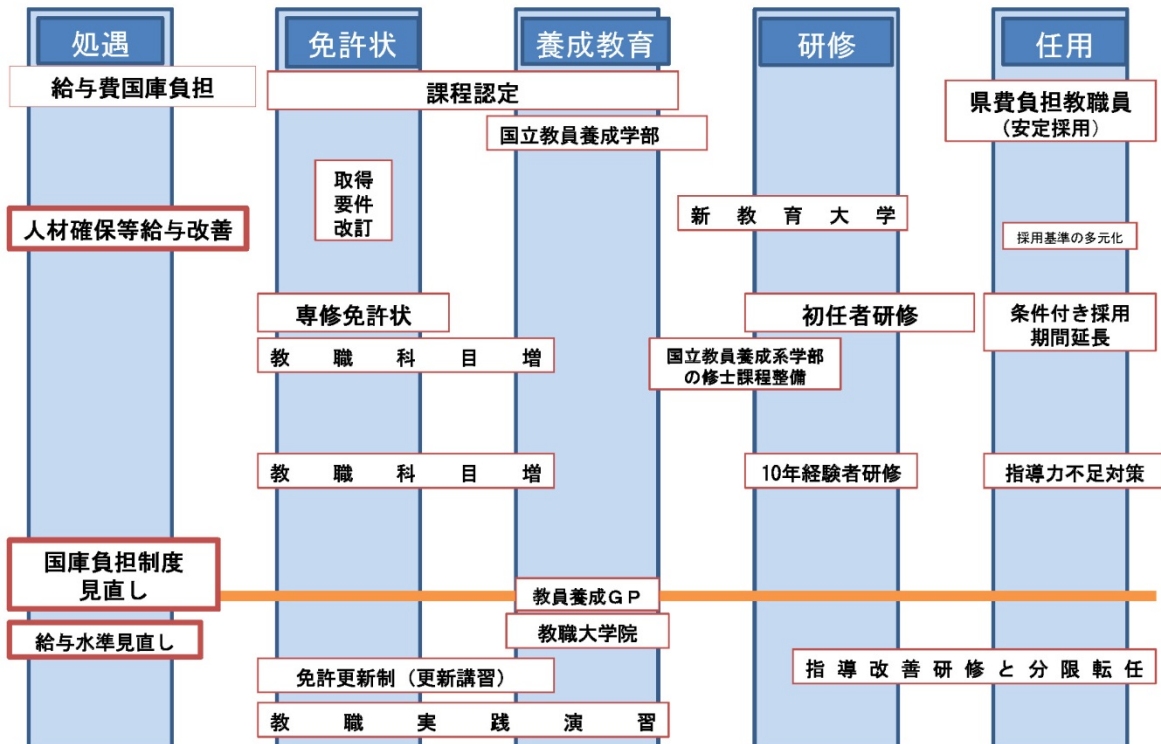 処遇
免許状
養成教育
研修
任用
給与費国庫負担
課程認定
県費負担教職員
（安定採用）
国立教員養成学部
取得
要件
改訂
新教育大学
人材確保等給与改善
採用基準の多元化
専修免許状
初任者研修
条件付き採用
期間延長
教職科目増
国立教員養成系学部
の修士課程整備
教職科目増
10年経験者研修
指導力不足対策
国庫負担制度
見直し
教員養成ＧＰ
教職大学院
給与水準見直し
免許更新制（更新講習）
指導改善研修と分限転任
教職実践演習